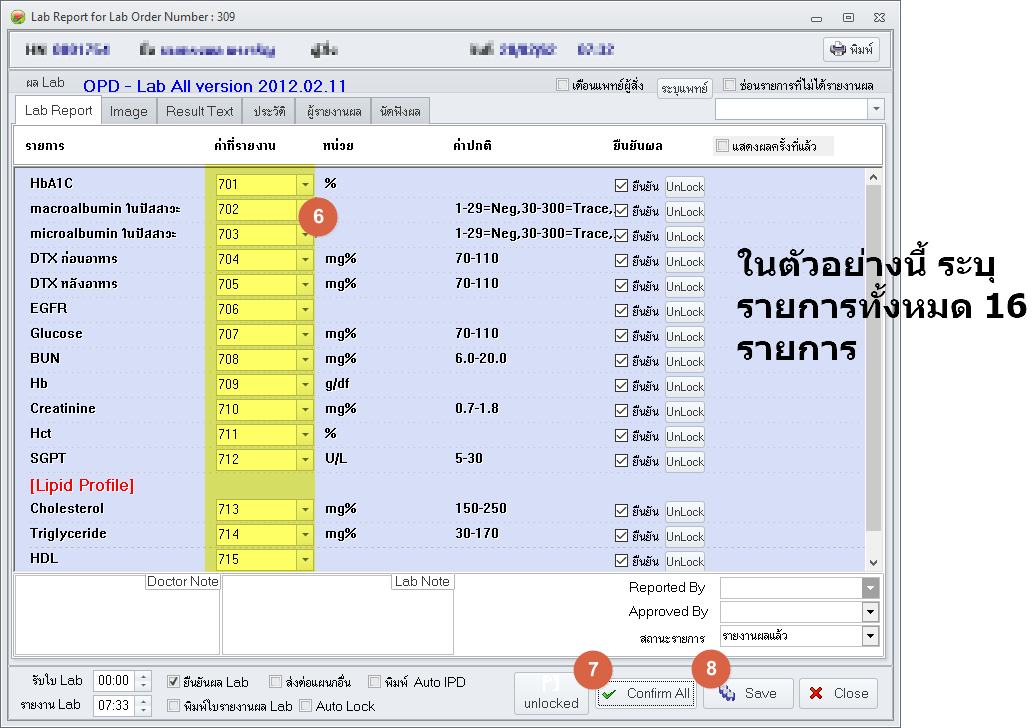 Lab Report for Lab Order Number : 309
พิมพ์
ผล Lab OPD - Lab All version 2012.02.11 เตือนแพทย์ผู้สั่ง ระบุแพทย์ ซ่อนรายการที่ไม่ได้รายงานผล
Lab Report Image Result Text ประวัติ ผู้รายงานผล นัดฟังผล
รายการ ค่าที่รายงาน หน่วย ค่าปกติ ยืนยันผล แสดงผลครั้งที่แล้ว
HbA1C 701 % ยืนยัน UnLock
macroalbumin ในปัสสาวะ 702 6 1-29=Neg,30-300=Trace, ยืนยัน UnLock
microalbumin ในปัสสาวะ 703 1-29=Neg,30-300=Trace, ยืนยัน UnLock
DTX ก่อนอาหาร 704 mg% 70-110 ยืนยัน UnLock
DTX หลังอาหาร 705 mg% 70-110 ยืนยัน UnLock
EGFR 706 ยืนยัน UnLock
Glucose 707 mg% 70-110 ยืนยัน UnLock
BUN 708 mg% 6.0-20.0 ยืนยัน UnLock
Hb 709 g/df ยืนยัน UnLock
Creatinine 710 mg% 0.7-1.8 ยืนยัน UnLock
Hct 711 % ยืนยัน UnLock
SGPT 712 U/L 5-30 ยืนยัน UnLock
[Lipid Profile]
Cholesterol 713 mg% 150-250 ยืนยัน UnLock
Triglyceride 714 mg% 30-170 ยืนยัน UnLock
HDL 715 ยืนยัน UnLock
ในตัวอย่างนี้ ระบุ
รายการทั้งหมด 16
รายการ
Doctor Note Lab Note
Reported By
Approved By
สถานะรายการ รายงานผลแล้ว
7 8
รับใบ Lab 00:00 ยืนยันผล Lab ส่งต่อแผนกอื่น พิมพ์ Auto IPD
รายงาน Lab 07:33 พิมพ์ใบรายงานผล Lab Auto Lock
unlocked Confirm All Save Close